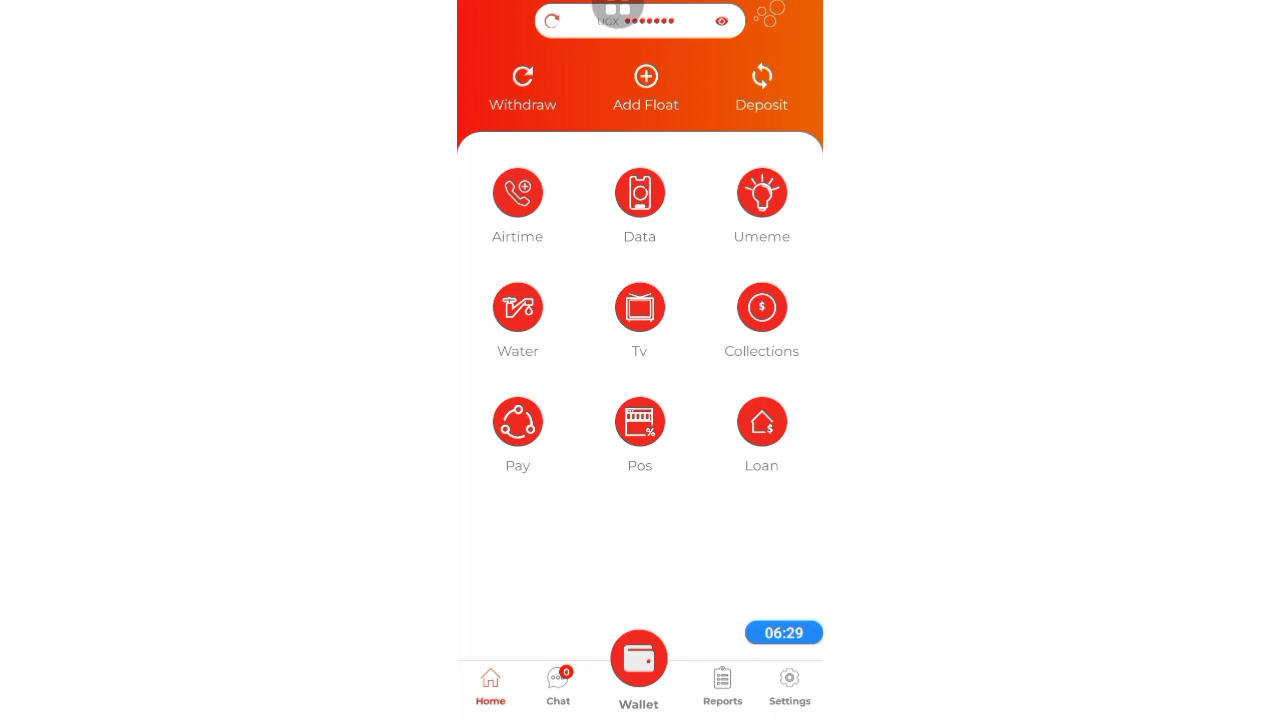 UGX •••••••
Withdraw Add Float Deposit
Airtime Data Umeme
Water Tv Collections
$
Pay Pos Loan
%
$
06:29
0
Home Chat Wallet Reports Settings